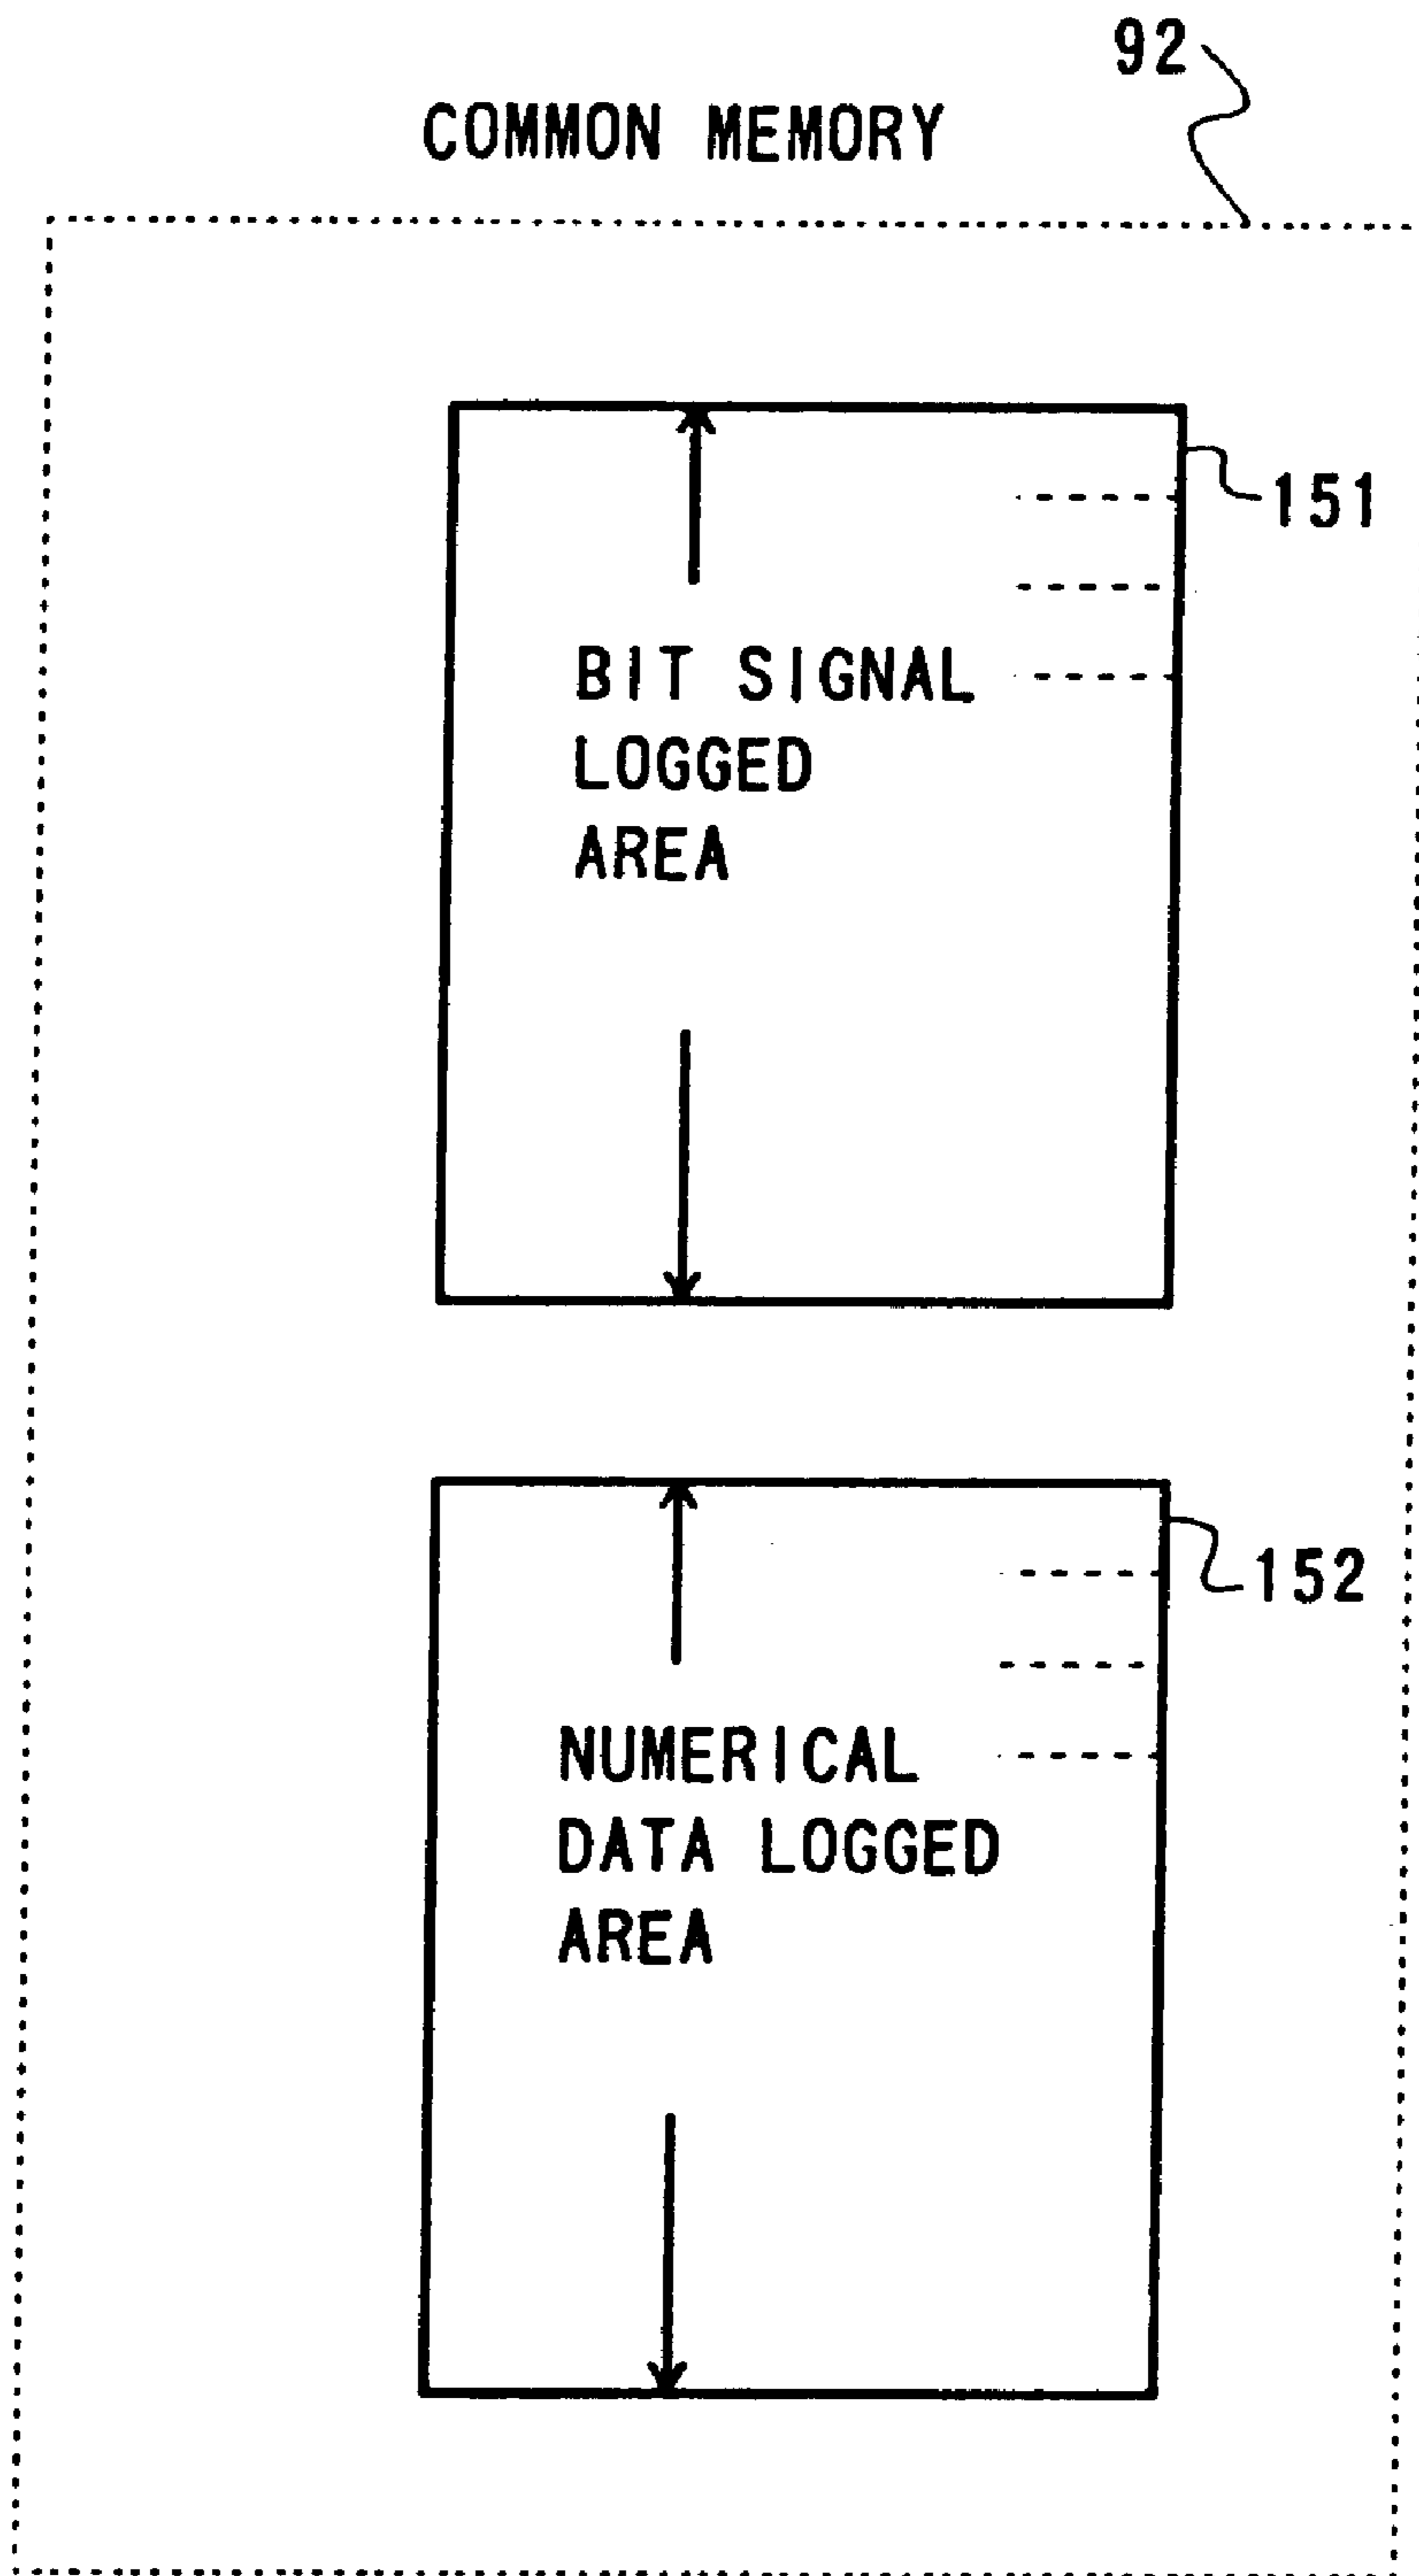 92
COMMON MEMORY
151
BIT SIGNAL
LOGGED
AREA
152
NUMERICAL
DATA LOGGED
AREA